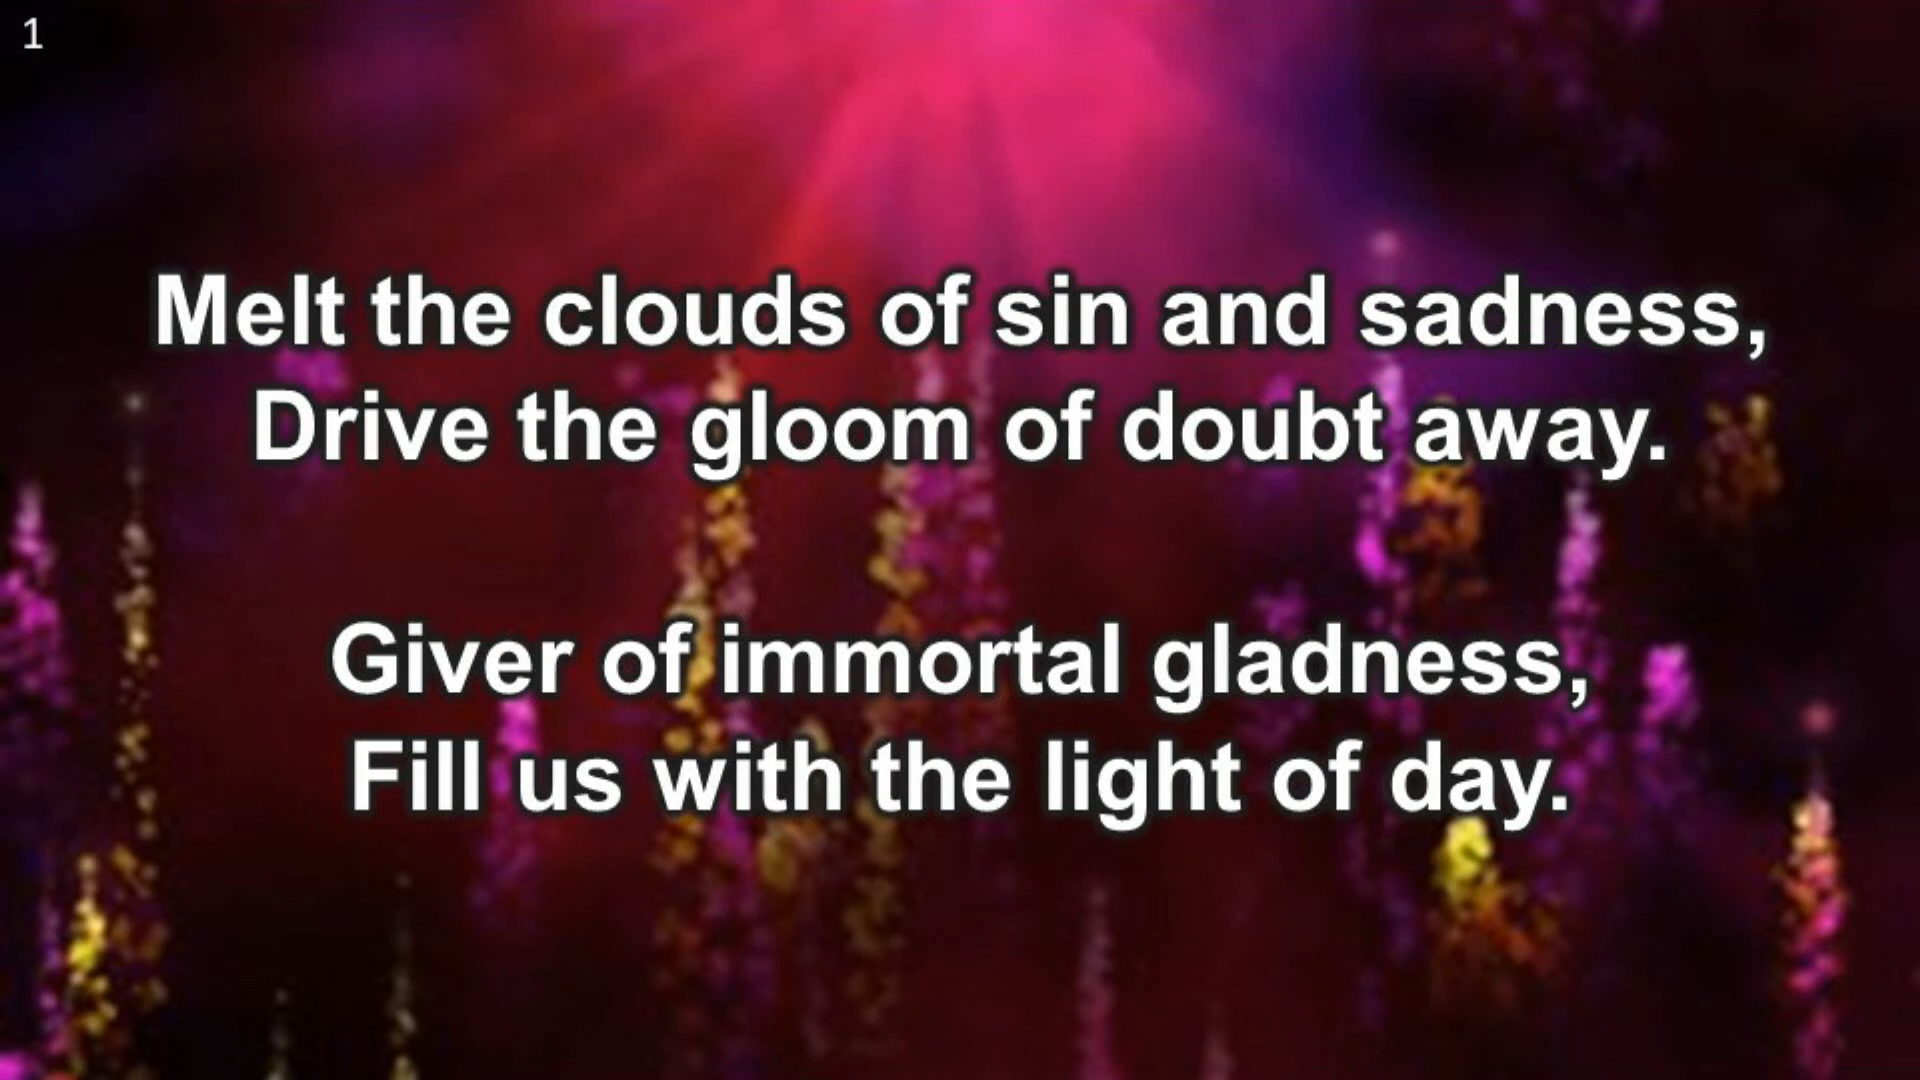 1
Melt the clouds of sin and sadness,
Drive the gloom of doubt away.
Giver of immortal gladness,
Fill us with the light of day.